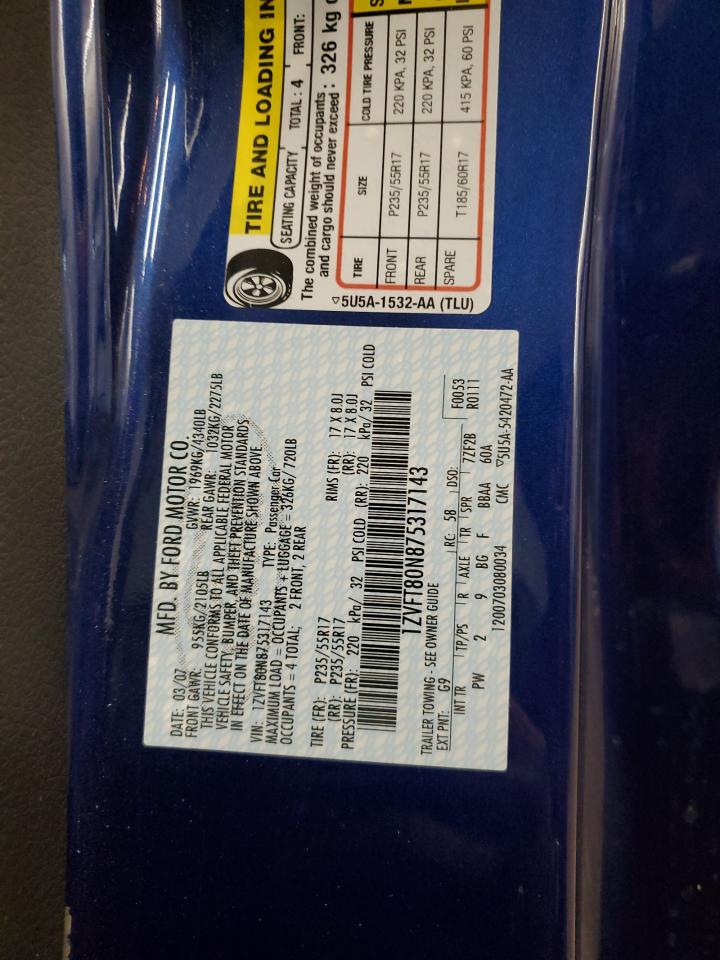 MFD. BY FORD MOTOR CO.
DATE: 03/07 GVWR: 1969KG/4340LB
FRONT GAWR: 955KG/2105LB REAR GAWR: 1032KG/2275LB
THIS VEHICLE CONFORMS TO ALL APPLICABLE FEDERAL MOTOR
VEHICLE SAFETY, BUMPER, AND THEFT PREVENTION STANDARDS
IN EFFECT ON THE DATE OF MANUFACTURE SHOWN ABOVE.
VIN: 1ZVFT80N875317143 TYPE: Passenger Car
MAXIMUM LOAD = OCCUPANTS + LUGGAGE = 326KG/720LB
OCCUPANTS = 4 TOTAL; 2 FRONT, 2 REAR
TIRE (FR): P235/55R17 RIMS (FR): 17 X 8.0J
(RR): P235/55R17 (RR): 17 X 8.0J
PRESSURE (FR): 220 kPa/ 32 PSI COLD (RR): 220 kPa/ 32 PSI COLD
1ZVFT80N875317143
TRAILER TOWING - SEE OWNER GUIDE F0053
EXT PNT: G9 RC: 58 DSO: R0111
INT TR TP/PS R AXLE TR SPR 7ZF2B
PW 2 9 BG F BBAA 60A
1200703080034 CMC ▽5U5A-5420472-AA
TIRE AND LOADING IN
SEATING CAPACITY TOTAL: 4 FRONT:
The combined weight of occupants
and cargo should never exceed: 326 kg
TIRE SIZE COLD TIRE PRESSURE
FRONT P235/55R17 220 KPA, 32 PSI
REAR P235/55R17 220 KPA, 32 PSI
SPARE T185/60R17 415 KPA, 60 PSI
▽5U5A-1532-AA (TLU)